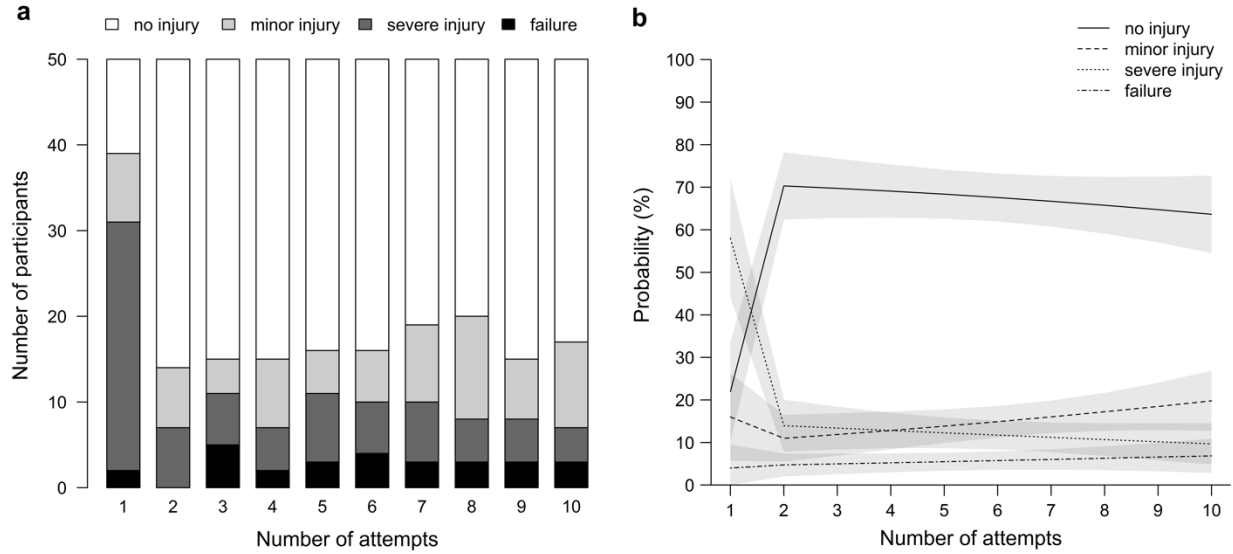 a
no injury minor injury severe injury failure
50
40
30
20
10
0
Number of participants
1 2 3 4 5 6 7 8 9 10
Number of attempts
b
no injury
minor injury
severe injury
failure
100
90
80
70
60
50
40
30
20
10
0
Probability (%)
1 2 3 4 5 6 7 8 9 10
Number of attempts